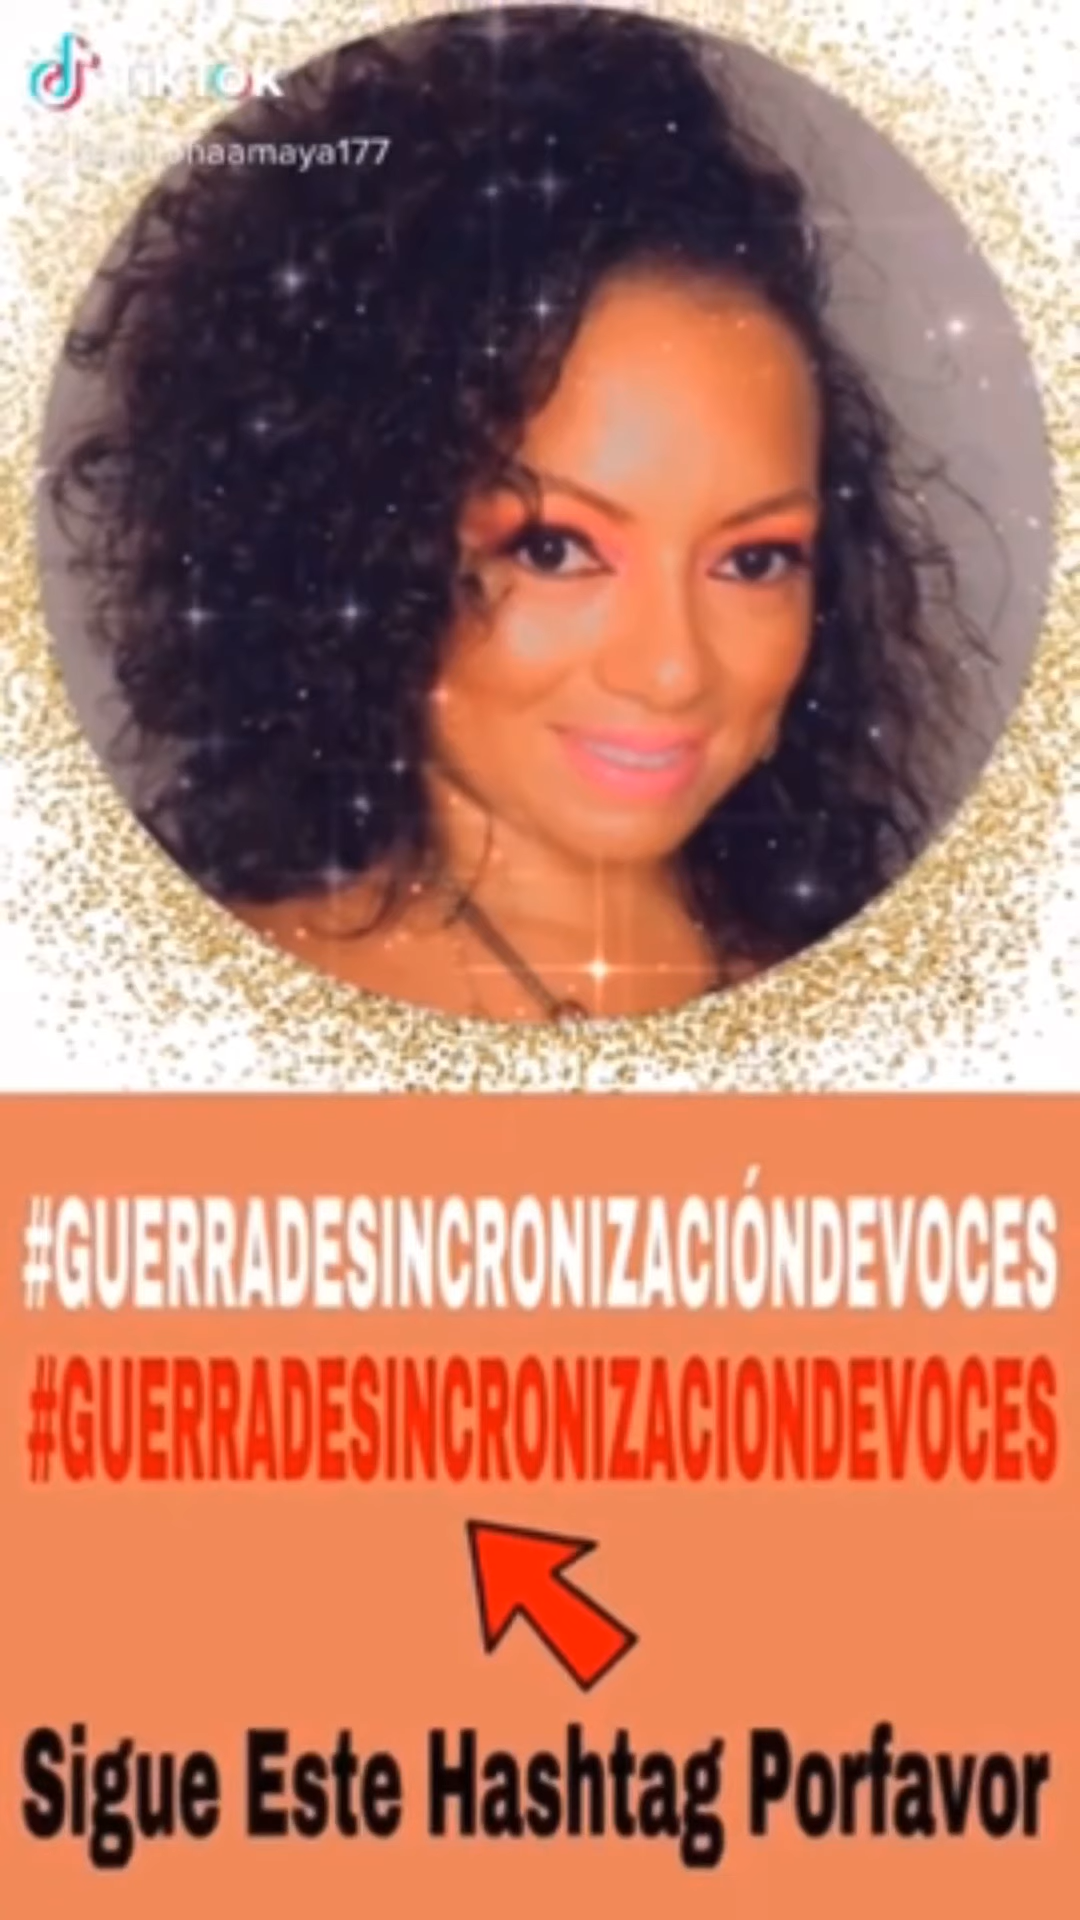 TikTok
#GUERRADESINCRONIZACIÓNDEVOCES
#GUERRADESINCRONIZACIONDEVOCES
Sigue Este Hashtag Porfavor